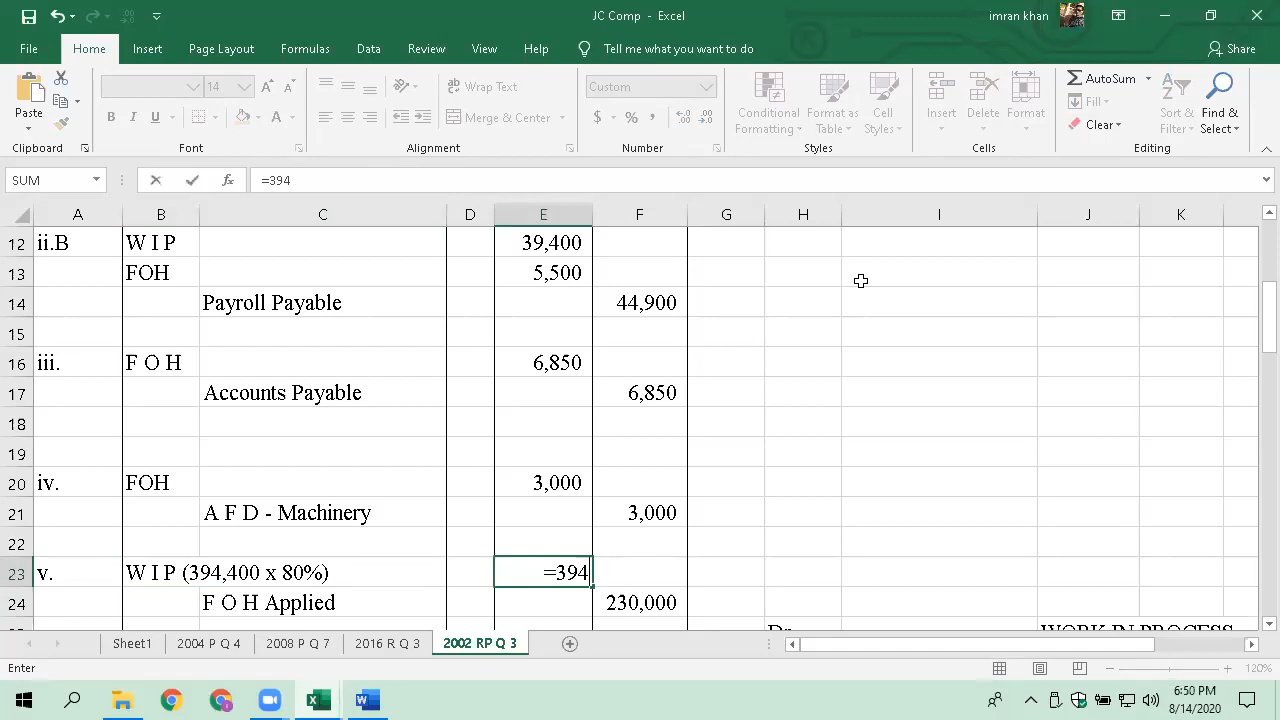 JC Comp - Excel
imran khan
File Home Insert Page Layout Formulas Data Review View Help Tell me what you want to do Share
14 Wrap Text Custom AutoSum
Paste B I U Merge & Center $ % Conditional Format as Cell Insert Delete Format Fill Sort & Find &
Formatting Table Styles Clear Filter Select
Clipboard Font Alignment Number Styles Cells Editing
SUM fx =394
A B C D E F G H I J K
12 ii.B W I P 39,400
13 FOH 5,500
14 Payroll Payable 44,900
15
16 iii. F O H 6,850
17 Accounts Payable 6,850
18
19
20 iv. FOH 3,000
21 A F D - Machinery 3,000
22
23 v. W I P (394,400 x 80%) =394
24 F O H Applied 230,000
Dr WORK IN PROCESS
Sheet1 2004 P Q 4 2008 P Q 7 2016 R Q 3 2002 RP Q 3
Enter 120%
6:50 PM
8/14/2020